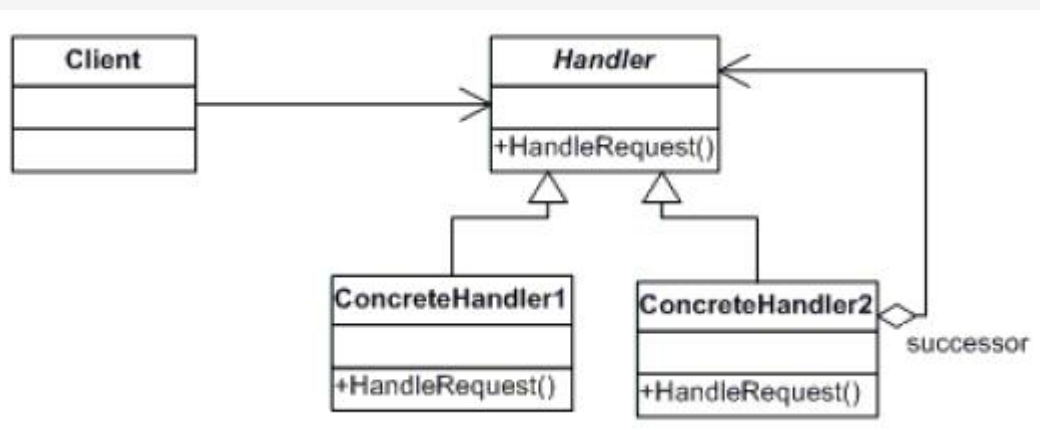 Client
Handler
+HandleRequest()
ConcreteHandler1
+HandleRequest()
ConcreteHandler2
successor
+HandleRequest()